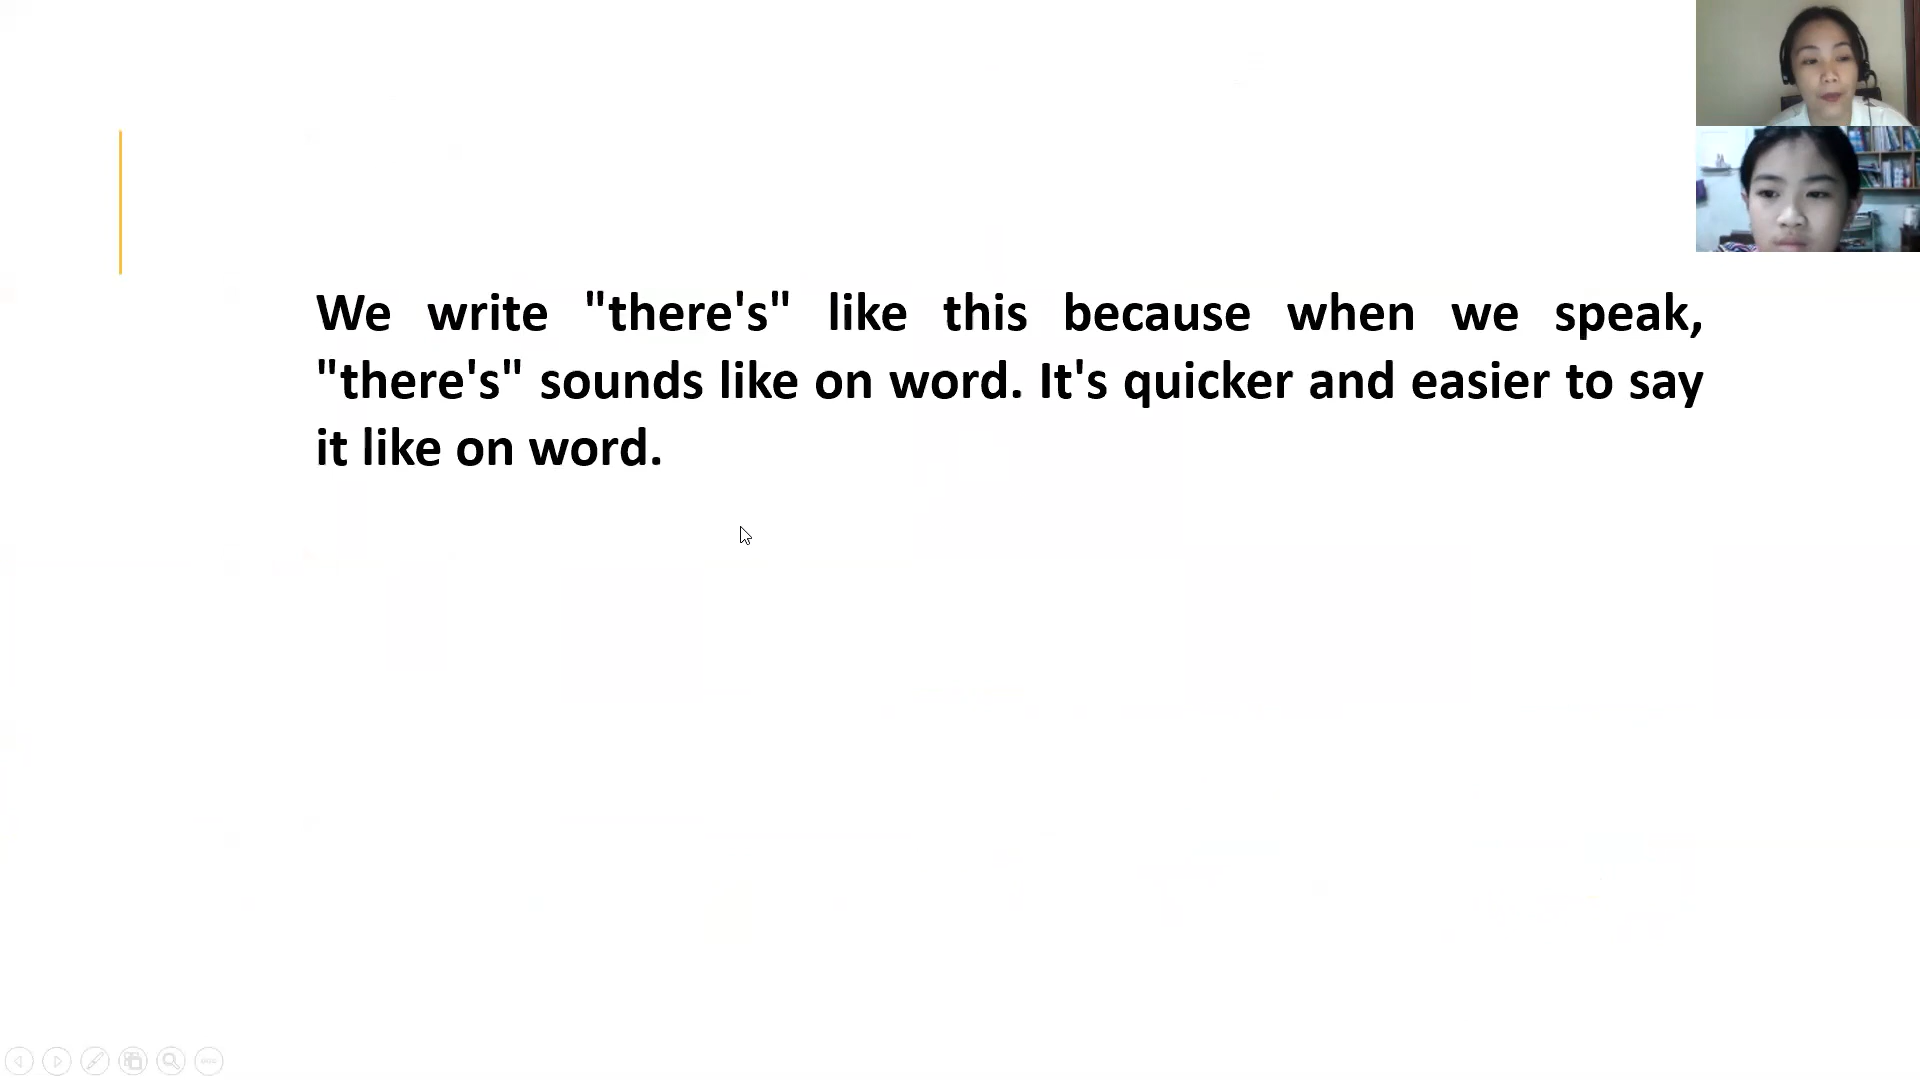 We write "there's" like this because when we speak,
"there's" sounds like on word. It's quicker and easier to say
it like on word.